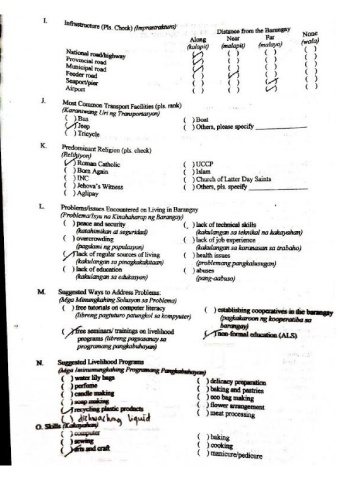 I. Infrastructure (Pls. Check) (Imprastraktura)
Distance from the Barangay
Along Near Far None
(kalapit) (malapit) (malayo) (wala)
National road/highway (✓) ( ) ( ) ( )
Provincial road (✓) ( ) ( ) ( )
Municipal road (✓) ( ) ( ) ( )
Feeder road ( ) (✓) ( ) ( )
Seaport/pier ( ) ( ) (✓) ( )
Airport ( ) ( ) (✓) ( )
J. Most Common Transport Facilities (pls. rank)
(Karaniwang Uri ng Transportasyon)
( ) Bus ( ) Boat
(✓) Jeep ( ) Others, please specify
( ) Tricycle
K. Predominant Religion (pls. check)
(Relihiyon)
(✓) Roman Catholic ( ) UCCP
( ) Born Again ( ) Islam
( ) INC ( ) Church of Latter Day Saints
( ) Jehova's Witness ( ) Others, pls. specify
( ) Aglipay
L. Problems/issues Encountered on Living in Barangay
(Problema/Isyu na Kinahaharap ng Barangay)
( ) peace and security ( ) lack of technical skills
(katahimikan at seguridad) (kakulangan sa teknikal na kakayahan)
( ) overcrowding ( ) lack of job experience
(pagdami ng populasyon) (kakulangan sa karanasan sa trabaho)
(✓) lack of regular sources of living ( ) health issues
(kakulangan sa pinagkakakitaan) (problemang pangkalusugan)
( ) lack of education ( ) abuses
(kakulangan sa edukasyon) (pang-aabuso)
M. Suggested Ways to Address Problems:
(Mga Minungkahing Solusyon sa Problema)
( ) free tutorials on computer literacy ( ) establishing cooperatives in the barangay
(libreng pagtuturo patungkol sa kompyuter) (pagkakaroon ng kooperatiba sa
barangay)
(✓) free seminars/ trainings on livelihood (✓) non-formal education (ALS)
programs (libreng pagsasanay sa
programang pangkabuhayan)
N. Suggested Livelihood Programs
(Mga Iminumungkahing Programang Pangkabuhayan)
( ) water lily bags ( ) delicacy preparation
( ) perfume ( ) baking and pastries
( ) candle making ( ) eco bag making
( ) soap making ( ) flower arrangement
(✓) recycling plastic products ( ) meat processing
( ) dishwashing liquid
O. Skills (Kakayahan)
( ) computer ( ) baking
( ) sewing ( ) cooking
(✓) arts and craft ( ) manicure/pedicure